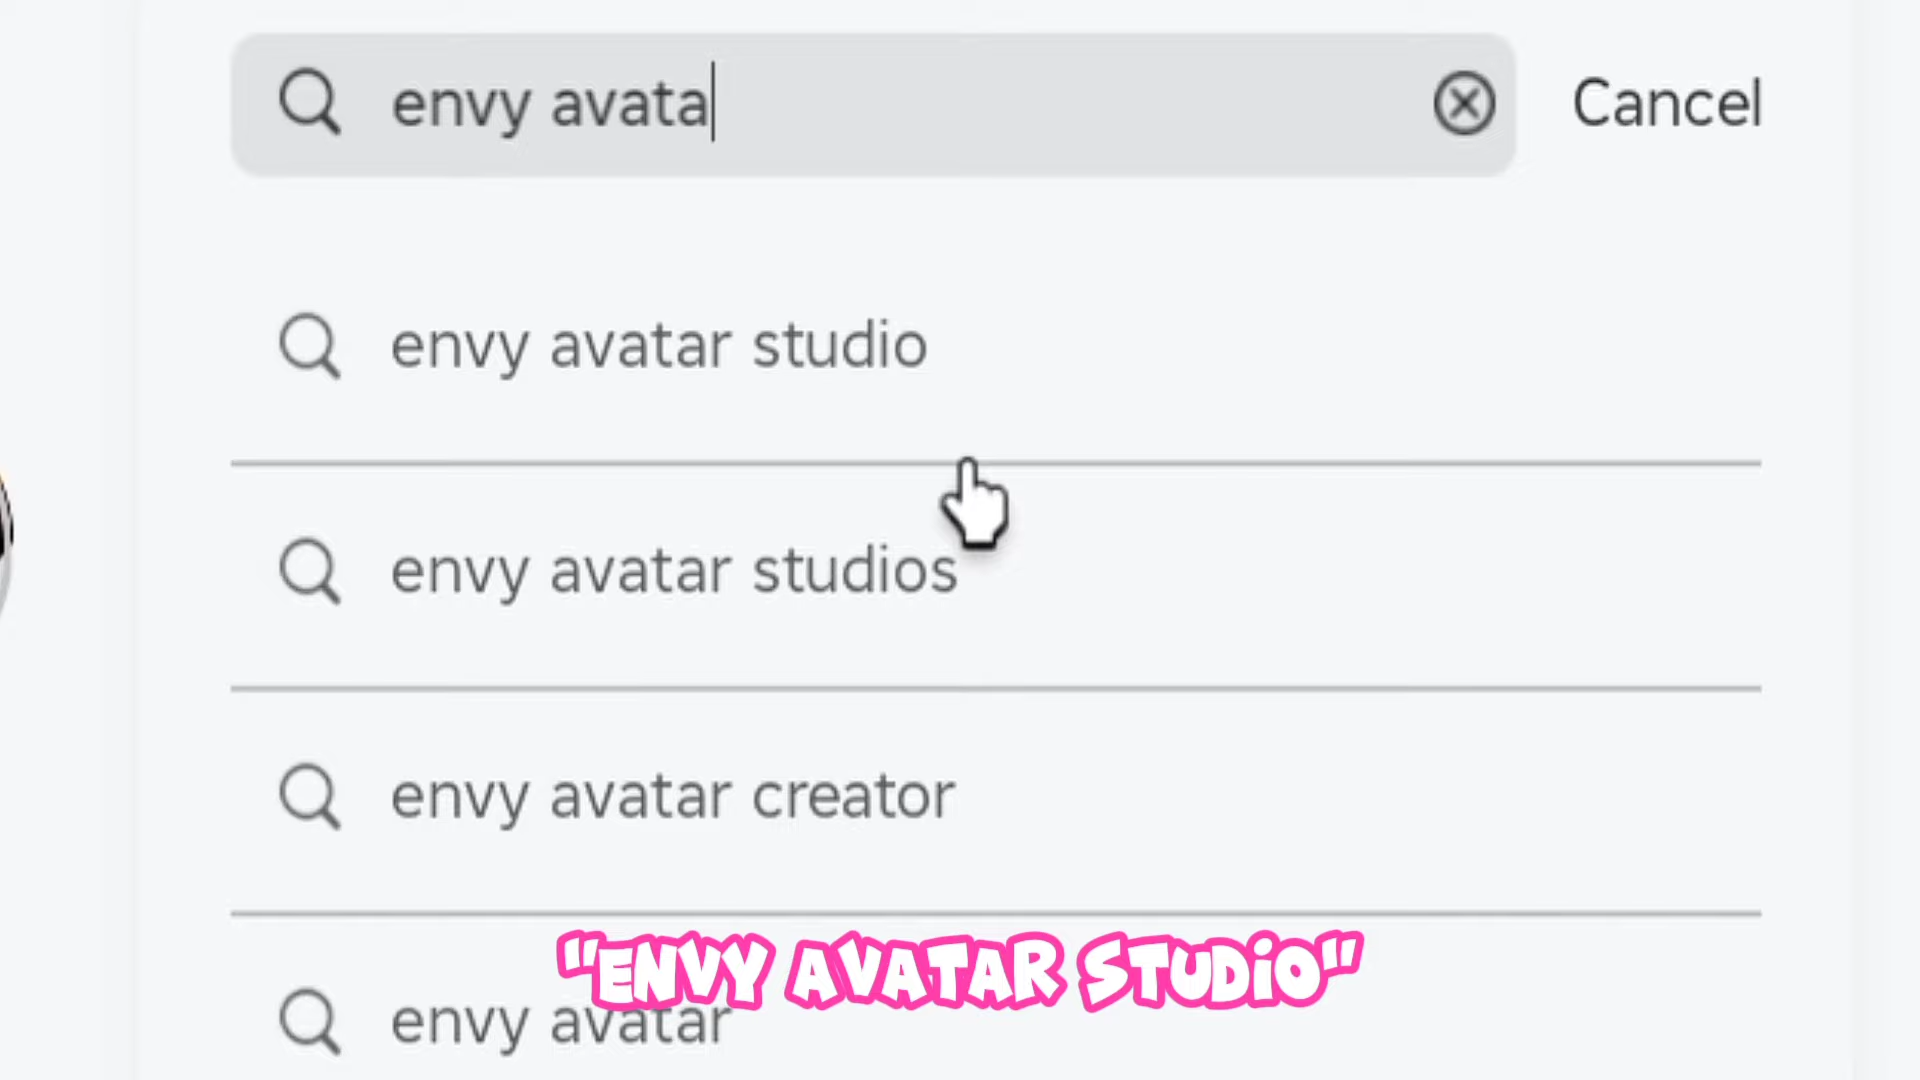 envy avata
Cancel
envy avatar studio
envy avatar studios
envy avatar creator
"ENVY AVATAR STUDIO"
envy avatar